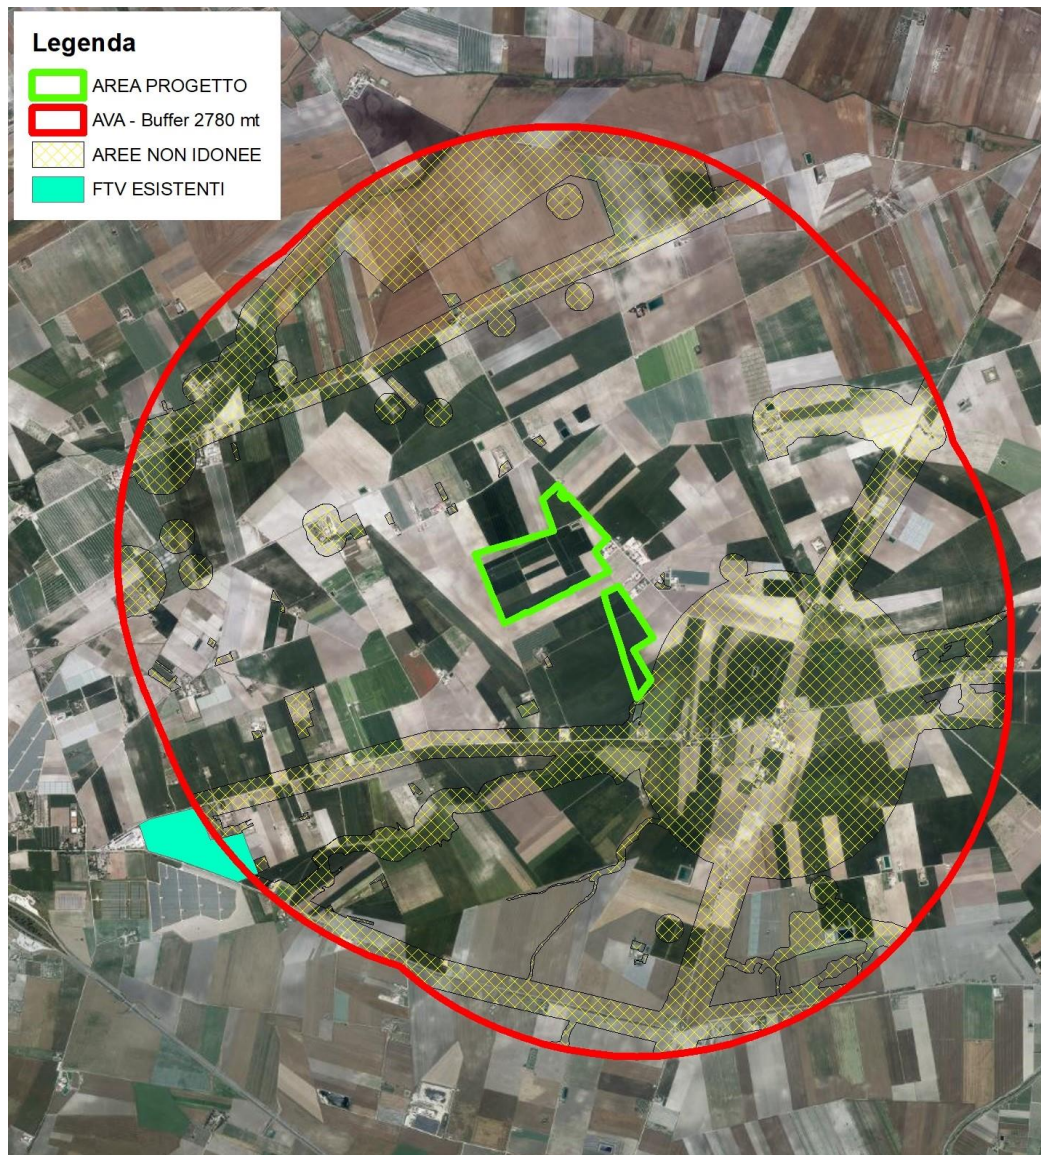 Legenda
AREA PROGETTO
AVA - Buffer 2780 mt
AREE NON IDONEE
FTV ESISTENTI